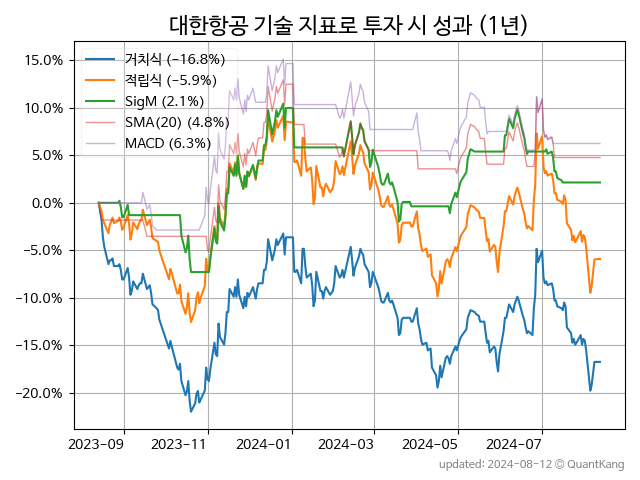 대한항공 기술 지표로 투자 시 성과 (1년)
15.0%
10.0%
5.0%
0.0%
−5.0%
−10.0%
−15.0%
−20.0%
거치식 (−16.8%)
적립식 (−5.9%)
SigM (2.1%)
SMA(20) (4.8%)
MACD (6.3%)
2023-09 2023-11 2024-01 2024-03 2024-05 2024-07
updated: 2024-08-12 © QuantKang